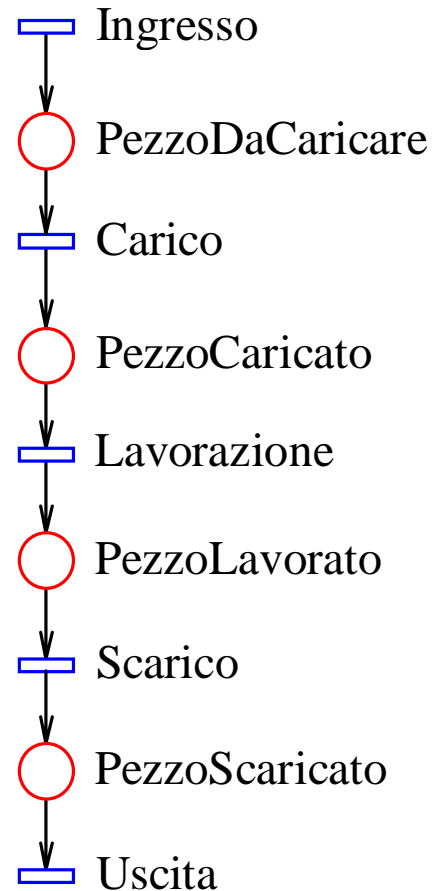 Ingresso
PezzoDaCaricare
Carico
PezzoCaricato
Lavorazione
PezzoLavorato
Scarico
PezzoScaricato
Uscita